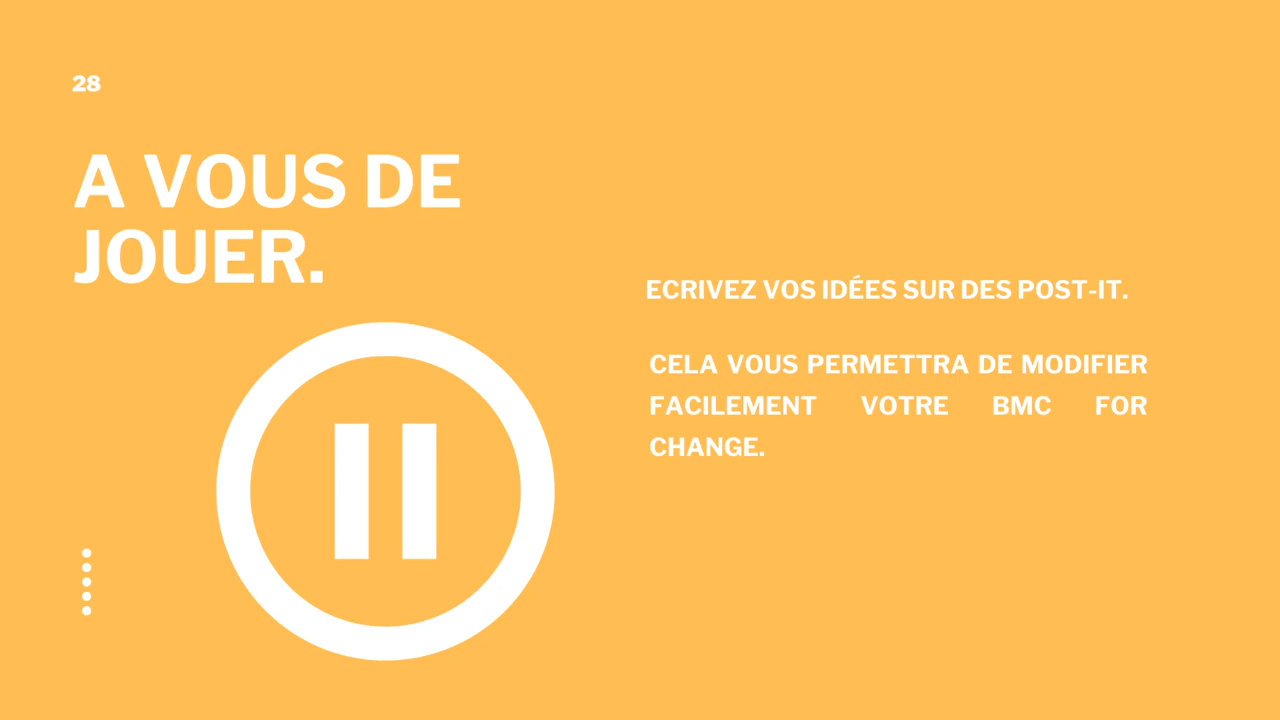 28
A VOUS DE
JOUER.
ECRIVEZ VOS IDÉES SUR DES POST-IT.
CELA VOUS PERMETTRA DE MODIFIER
FACILEMENT VOTRE BMC FOR
CHANGE.